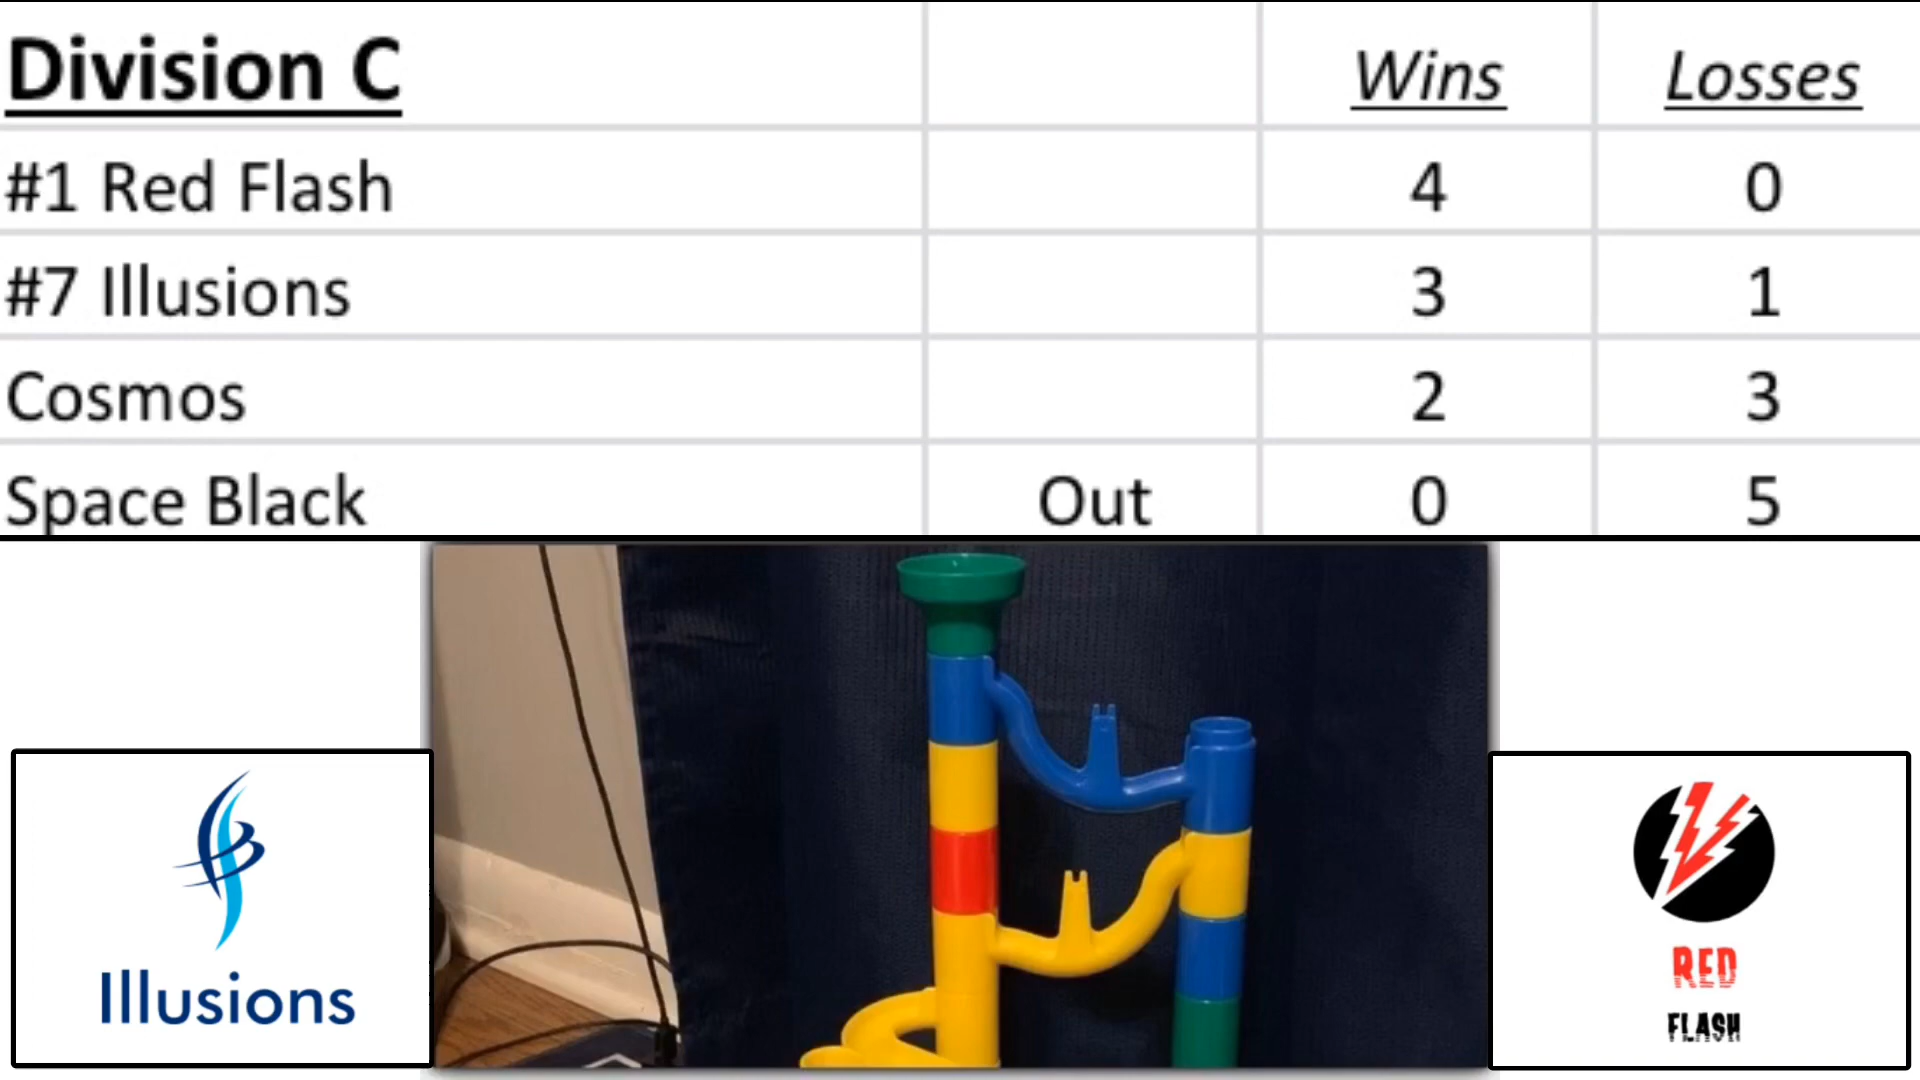 Division C Wins Losses
#1 Red Flash 4 0
#7 Illusions 3 1
Cosmos 2 3
Space Black Out 0 5
Illusions
RED
FLASH